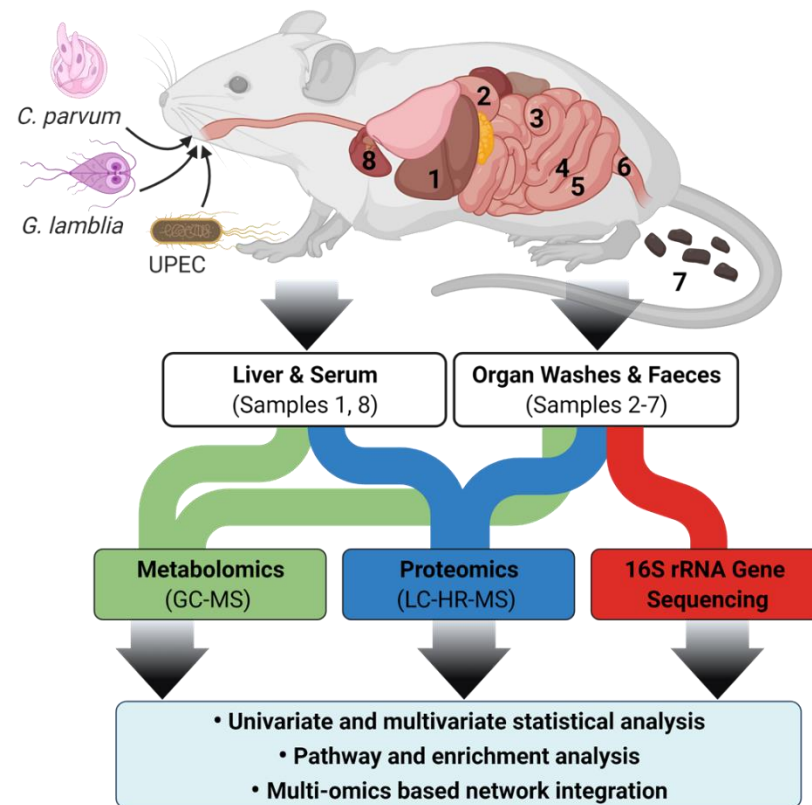 C. parvum
G. lamblia
UPEC
1
2
3
4
5
6
7
8
Liver & Serum
(Samples 1, 8)
Organ Washes & Faeces
(Samples 2-7)
Metabolomics
(GC-MS)
Proteomics
(LC-HR-MS)
16S rRNA Gene
Sequencing
• Univariate and multivariate statistical analysis
• Pathway and enrichment analysis
• Multi-omics based network integration